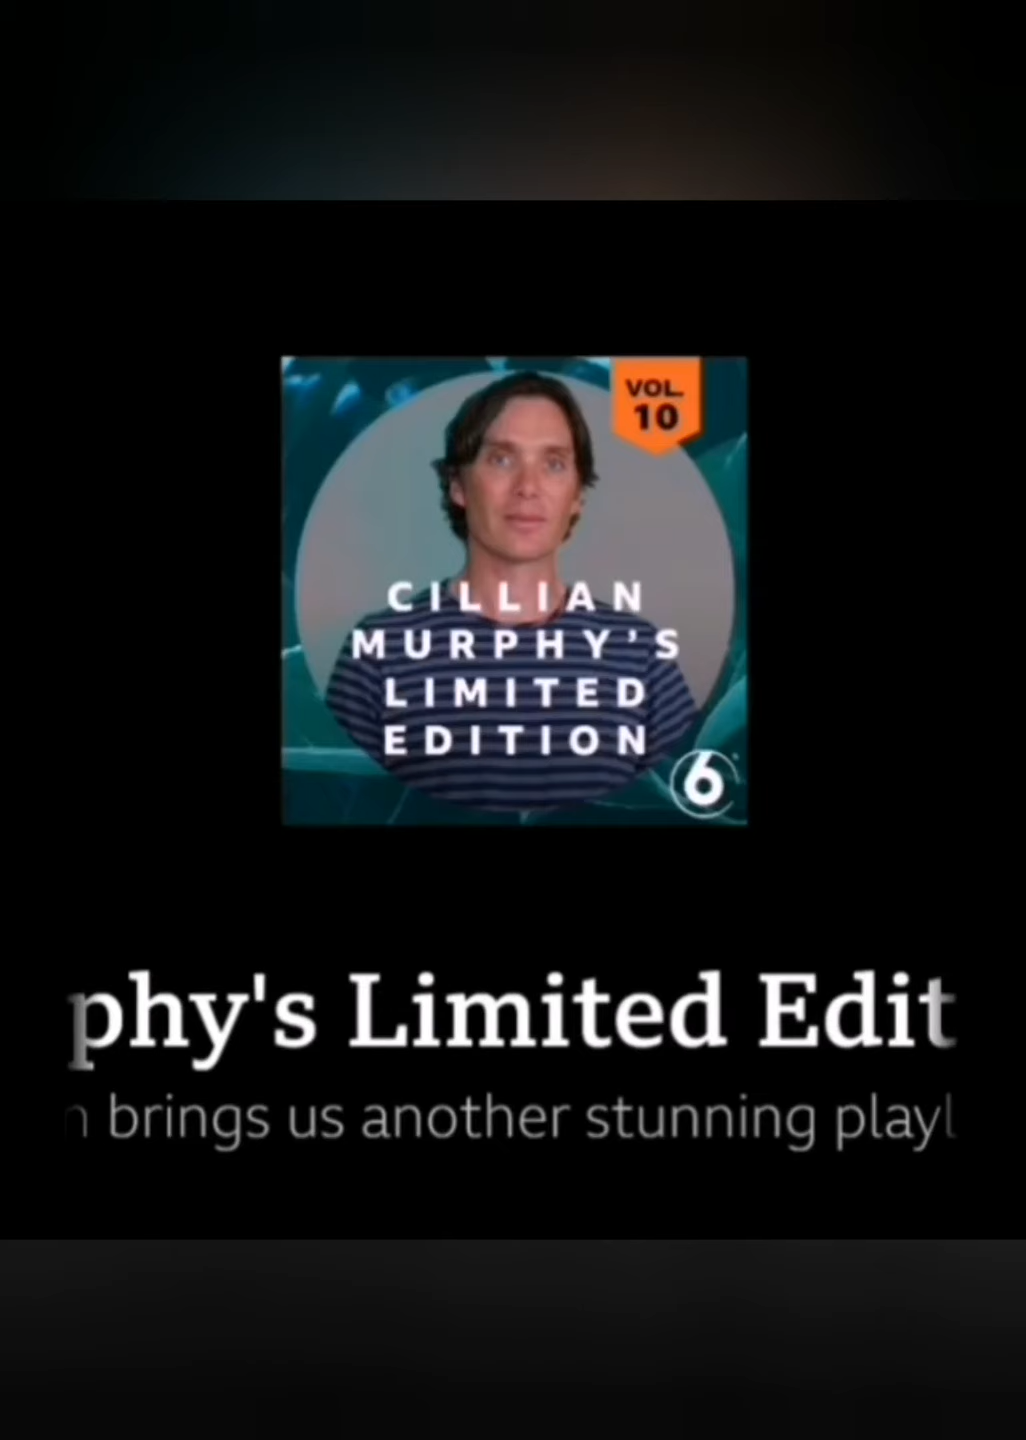 VOL.
10
CILLIAN
MURPHY'S
LIMITED
EDITION
6
phy's Limited Edit
n brings us another stunning playl